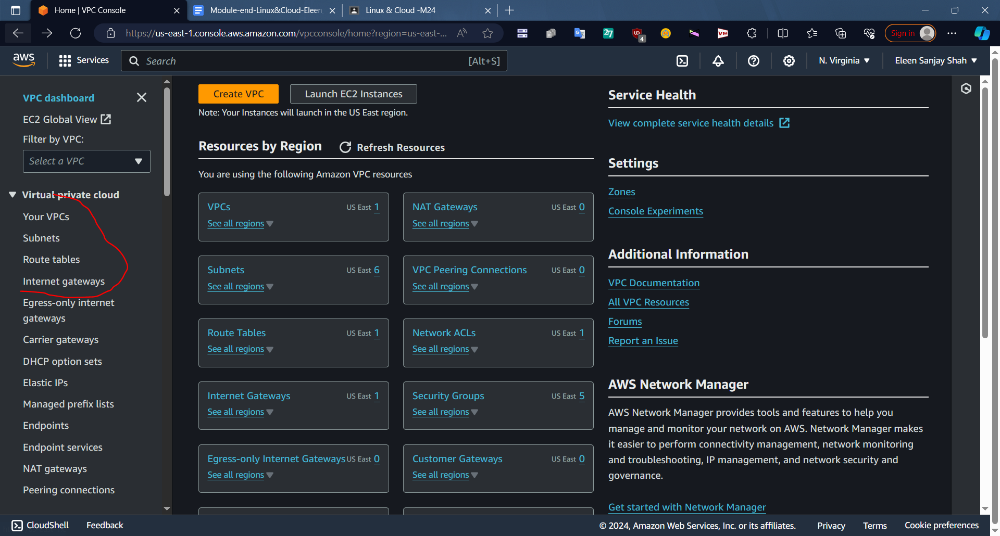 Home | VPC Console
Module-end-Linux&Cloud-Eleen
Linux & Cloud -M24
https://us-east-1.console.aws.amazon.com/vpcconsole/home?region=us-east-...
27
4
VM
Sign in
aws
Services
Search
[Alt+S]
N. Virginia
Eleen Sanjay Shah
VPC dashboard
EC2 Global View
Filter by VPC:
Select a VPC
Virtual private cloud
Your VPCs
Subnets
Route tables
Internet gateways
Egress-only internet
gateways
Carrier gateways
DHCP option sets
Elastic IPs
Managed prefix lists
Endpoints
Endpoint services
NAT gateways
Peering connections
Create VPC
Launch EC2 Instances
Note: Your Instances will launch in the US East region.
Resources by Region
Refresh Resources
You are using the following Amazon VPC resources
VPCs US East 1
See all regions
NAT Gateways US East 0
See all regions
Subnets US East 6
See all regions
VPC Peering Connections US East 0
See all regions
Route Tables US East 1
See all regions
Network ACLs US East 1
See all regions
Internet Gateways US East 1
See all regions
Security Groups US East 5
See all regions
Egress-only Internet Gateways US East 0
See all regions
Customer Gateways US East 0
See all regions
Service Health
View complete service health details
Settings
Zones
Console Experiments
Additional Information
VPC Documentation
All VPC Resources
Forums
Report an Issue
AWS Network Manager
AWS Network Manager provides tools and features to help you
manage and monitor your network on AWS. Network Manager makes
it easier to perform connectivity management, network monitoring
and troubleshooting, IP management, and network security and
governance.
Get started with Network Manager
CloudShell
Feedback
© 2024, Amazon Web Services, Inc. or its affiliates.
Privacy
Terms
Cookie preferences